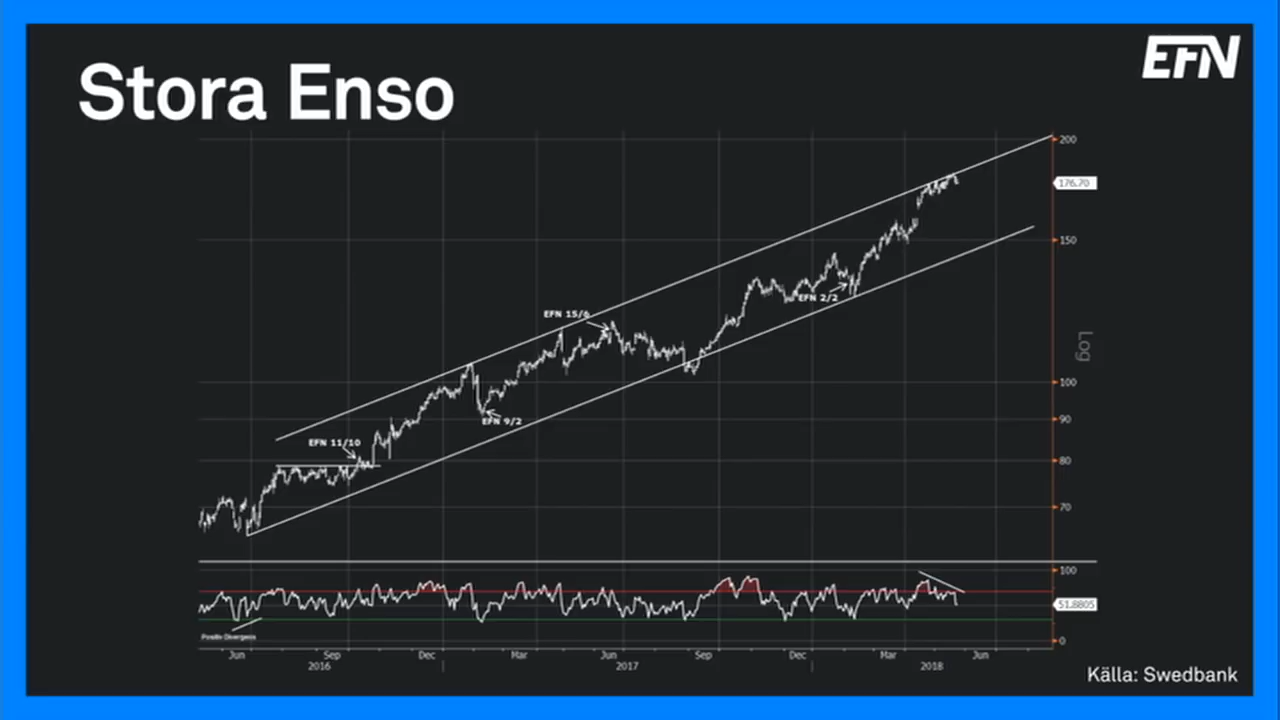 EFN
Stora Enso
200
176.70
150
Log
EFN 15/6
EFN 2/2
100
EFN 9/2
90
EFN 11/10
80
70
100
51.8805
Positiv Divergens
0
Jun Sep Dec Mar Jun Sep Dec Mar Jun
2016 2017 2018
Källa: Swedbank